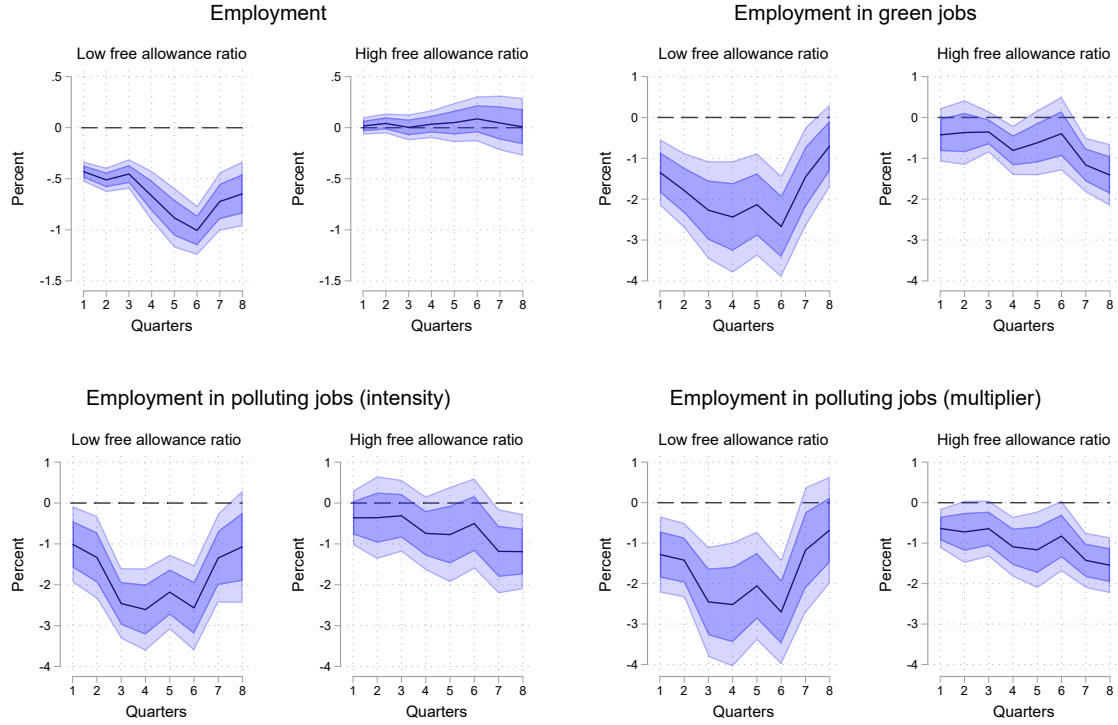 Employment
Employment in green jobs
Low free allowance ratio
High free allowance ratio
Low free allowance ratio
High free allowance ratio
Percent
.5
0
-.5
-1
-1.5
1 2 3 4 5 6 7 8
Quarters
Percent
.5
0
-.5
-1
-1.5
1 2 3 4 5 6 7 8
Quarters
Percent
1
0
-1
-2
-3
-4
1 2 3 4 5 6 7 8
Quarters
Percent
1
0
-1
-2
-3
-4
1 2 3 4 5 6 7 8
Quarters
Employment in polluting jobs (intensity)
Employment in polluting jobs (multiplier)
Low free allowance ratio
High free allowance ratio
Low free allowance ratio
High free allowance ratio
Percent
1
0
-1
-2
-3
-4
1 2 3 4 5 6 7 8
Quarters
Percent
1
0
-1
-2
-3
-4
1 2 3 4 5 6 7 8
Quarters
Percent
1
0
-1
-2
-3
-4
1 2 3 4 5 6 7 8
Quarters
Percent
1
0
-1
-2
-3
-4
1 2 3 4 5 6 7 8
Quarters